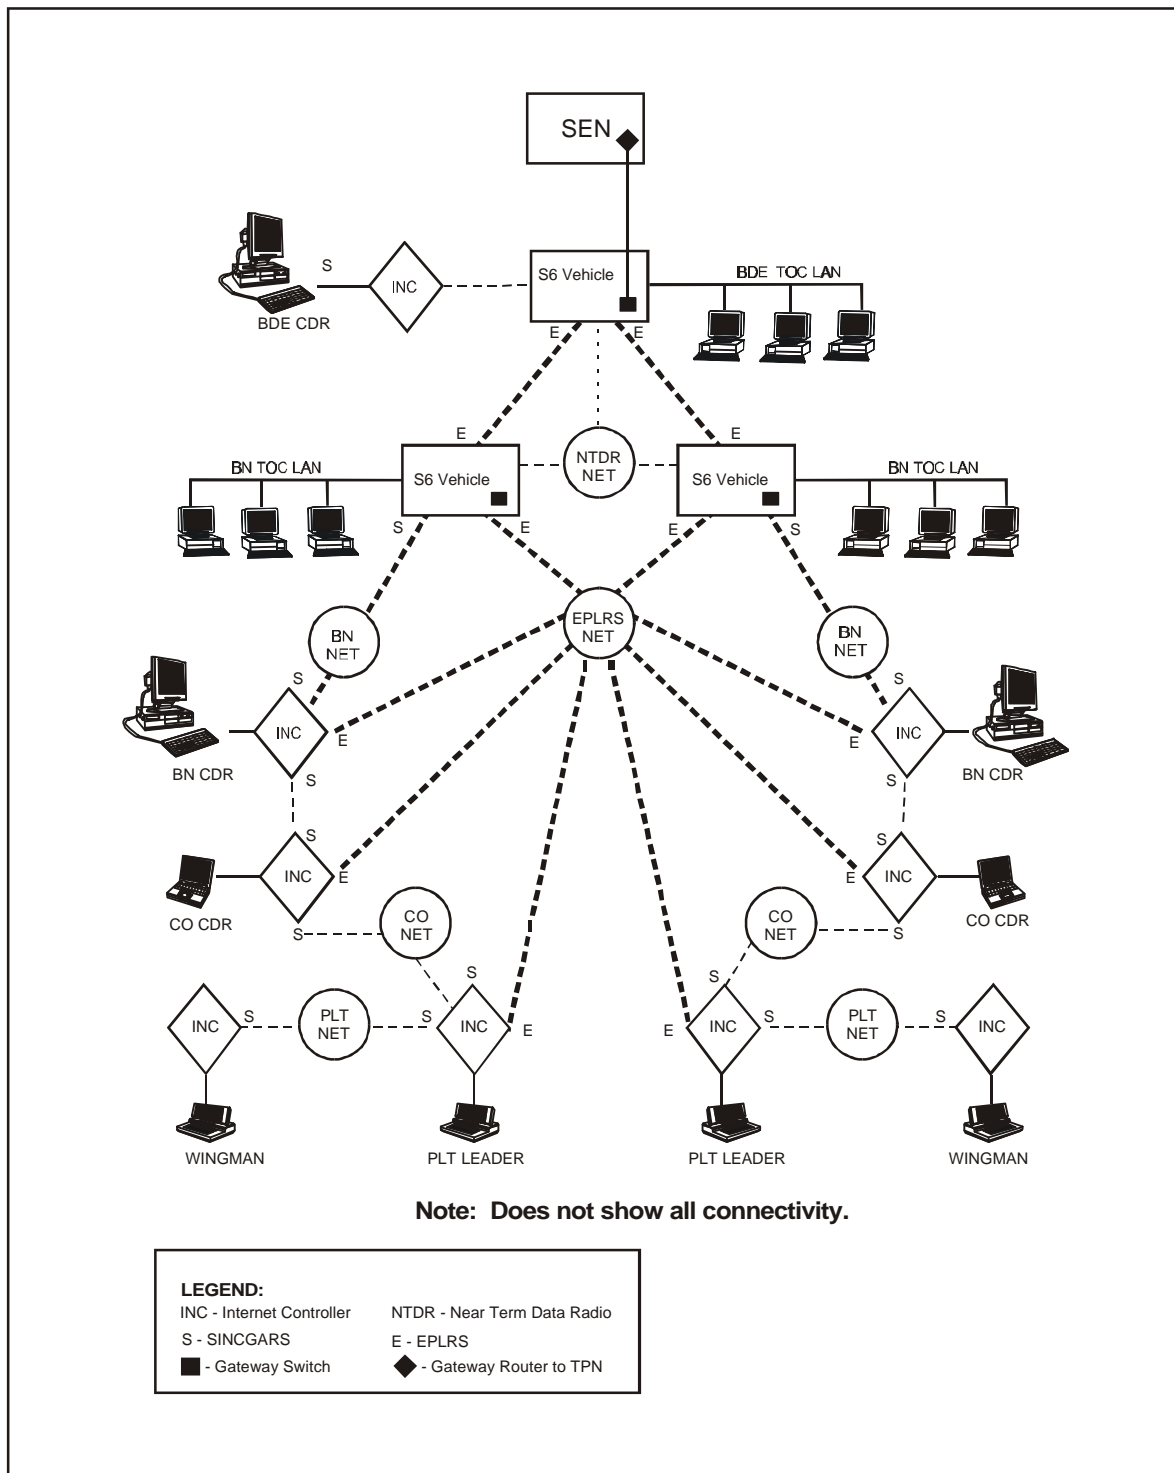 SEN
S6 Vehicle
BDE TOC LAN
S
INC
BDE CDR
E
E
E
E
NTDR
NET
BN TOC LAN
S6 Vehicle
S6 Vehicle
BN TOC LAN
S
E
E
S
EPLRS
NET
BN
NET
BN
NET
S
S
INC
E
E
INC
BN CDR
BN CDR
S
S
S
S
INC
E
E
INC
CO CDR
CO CDR
S
S
CO
NET
CO
NET
S
S
INC
S
PLT
NET
S
INC
E
E
INC
S
PLT
NET
S
INC
WINGMAN
PLT LEADER
PLT LEADER
WINGMAN
Note: Does not show all connectivity.
LEGEND:
INC - Internet Controller
NTDR - Near Term Data Radio
S - SINCGARS
E - EPLRS
- Gateway Switch
- Gateway Router to TPN